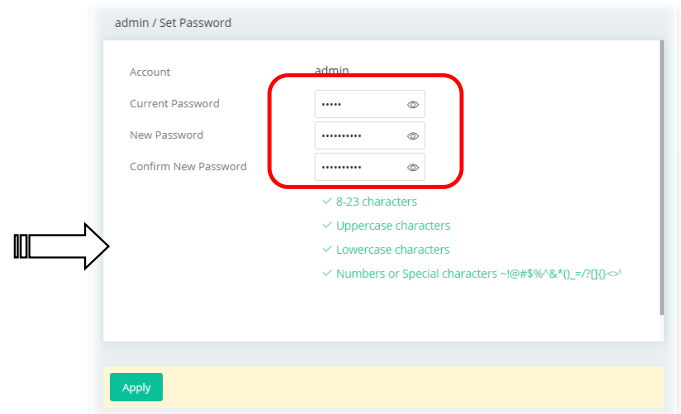 admin / Set Password
Account admin
Current Password •••••
New Password ••••••••••
Confirm New Password ••••••••••
✓ 8-23 characters
✓ Uppercase characters
✓ Lowercase characters
✓ Numbers or Special characters ~!@#$%^&*()_=/?[]{}<>'
Apply